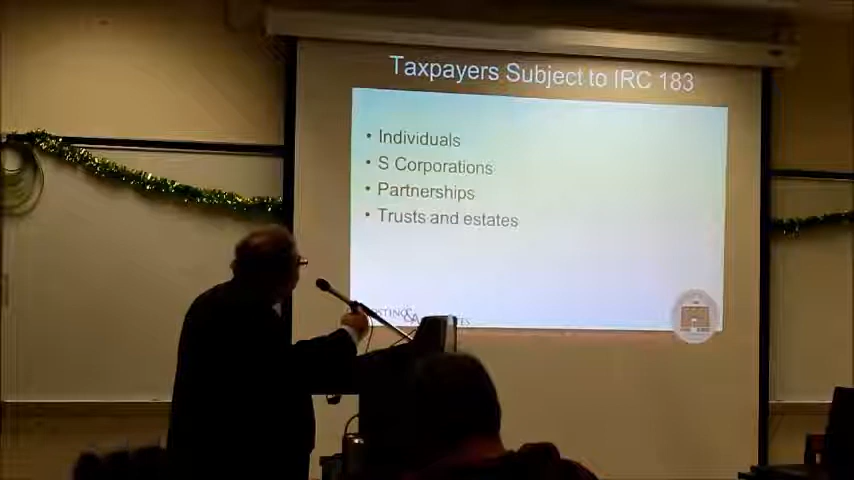 Taxpayers Subject to IRC 183
• Individuals
• S Corporations
• Partnerships
• Trusts and estates